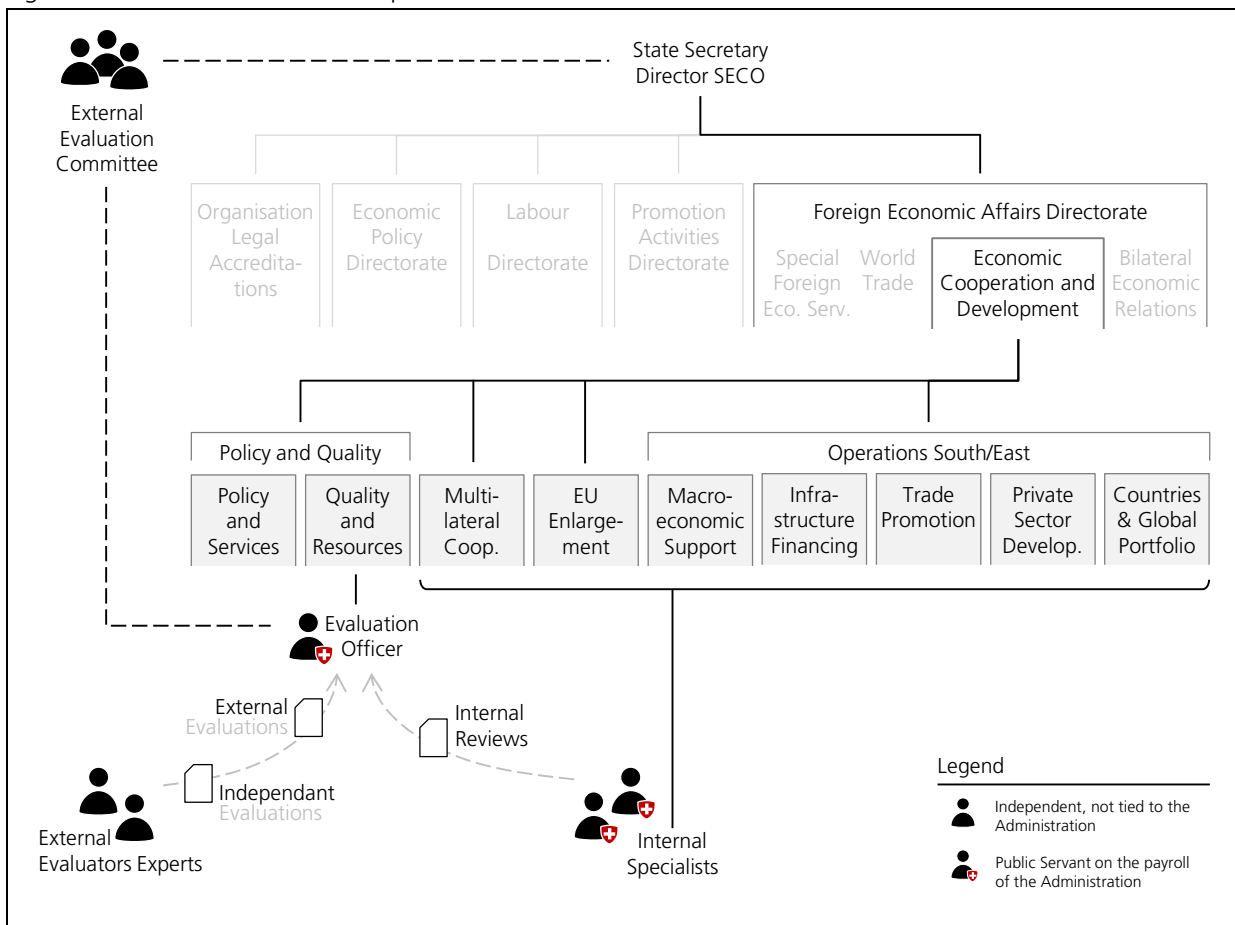 State Secretary
Director SECO
External
Evaluation
Committee
Organisation
Legal
Accredita-
tions
Economic
Policy
Directorate
Labour
Directorate
Promotion
Activities
Directorate
Foreign Economic Affairs Directorate
Special
Foreign
Eco. Serv.
World
Trade
Economic
Cooperation and
Development
Bilateral
Economic
Relations
Policy and Quality
Operations South/East
Policy
and
Services
Quality
and
Resources
Multi-
lateral
Coop.
EU
Enlarge-
ment
Macro-
economic
Support
Infra-
structure
Financing
Trade
Promotion
Private
Sector
Develop.
Countries
& Global
Portfolio
Evaluation
Officer
External
Evaluations
Internal
Reviews
Independant
Evaluations
External
Evaluators Experts
Internal
Specialists
Legend
Independent, not tied to the
Administration
Public Servant on the payroll
of the Administration